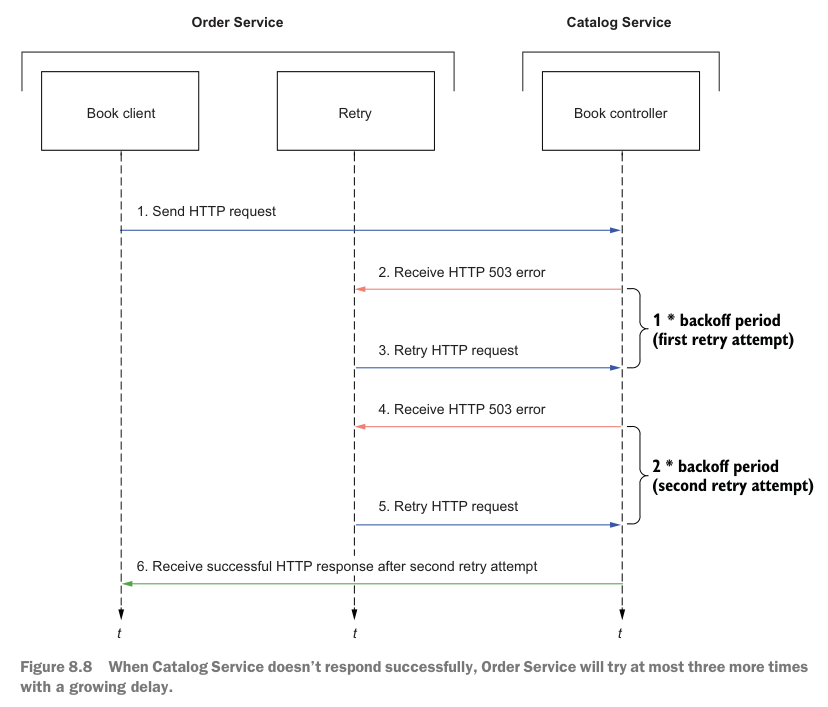 Order Service
Catalog Service
Book client
Retry
Book controller
1. Send HTTP request
2. Receive HTTP 503 error
1 * backoff period
(first retry attempt)
3. Retry HTTP request
4. Receive HTTP 503 error
2 * backoff period
(second retry attempt)
5. Retry HTTP request
6. Receive successful HTTP response after second retry attempt
t
t
t
Figure 8.8 When Catalog Service doesn’t respond successfully, Order Service will try at most three more times
with a growing delay.